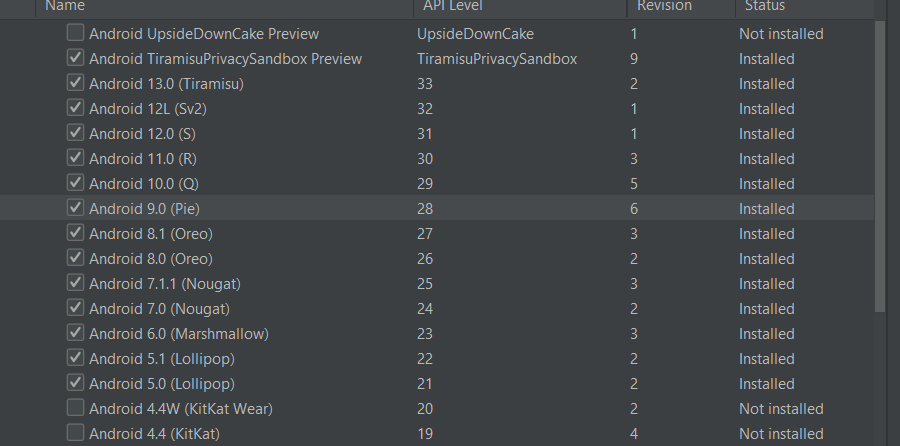 Name API Level Revision Status
Android UpsideDownCake Preview UpsideDownCake 1 Not installed
Android TiramisuPrivacySandbox Preview TiramisuPrivacySandbox 9 Installed
Android 13.0 (Tiramisu) 33 2 Installed
Android 12L (Sv2) 32 1 Installed
Android 12.0 (S) 31 1 Installed
Android 11.0 (R) 30 3 Installed
Android 10.0 (Q) 29 5 Installed
Android 9.0 (Pie) 28 6 Installed
Android 8.1 (Oreo) 27 3 Installed
Android 8.0 (Oreo) 26 2 Installed
Android 7.1.1 (Nougat) 25 3 Installed
Android 7.0 (Nougat) 24 2 Installed
Android 6.0 (Marshmallow) 23 3 Installed
Android 5.1 (Lollipop) 22 2 Installed
Android 5.0 (Lollipop) 21 2 Installed
Android 4.4W (KitKat Wear) 20 2 Not installed
Android 4.4 (KitKat) 19 4 Not installed